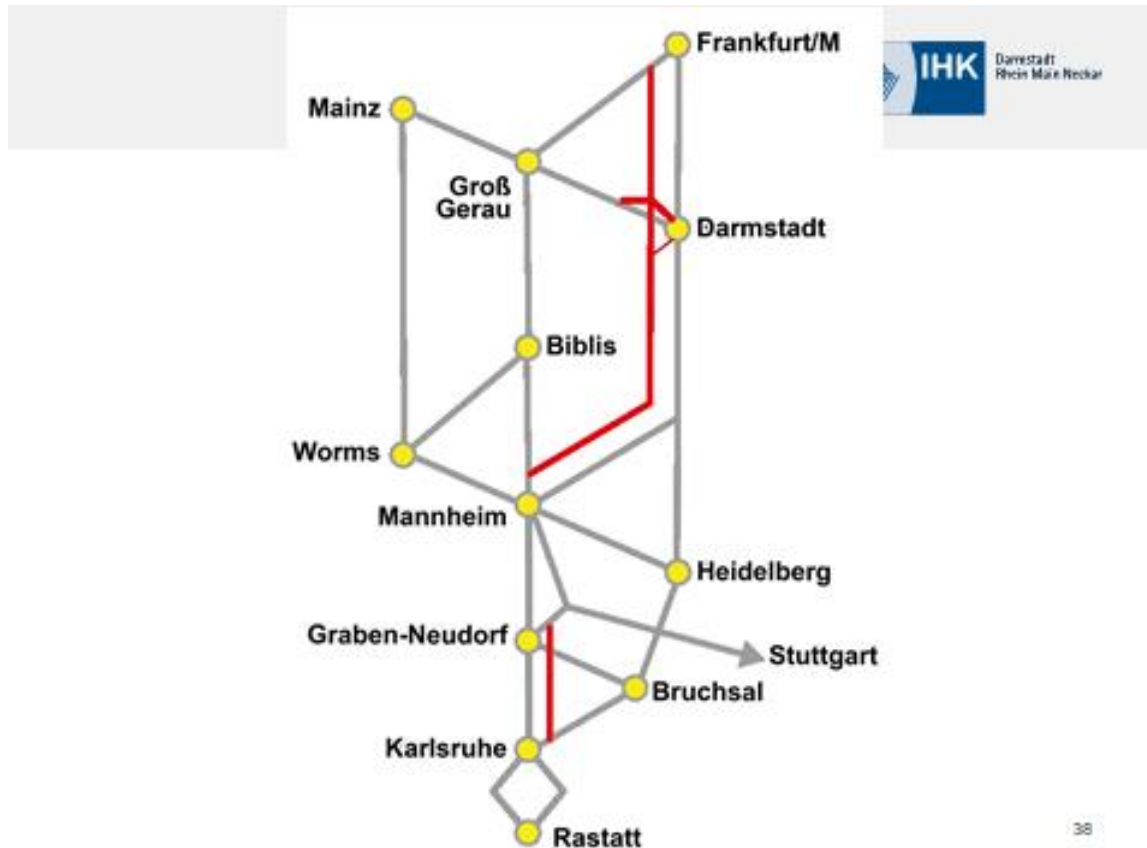 Frankfurt/M
IHK
Darmstadt
Rhein Main Neckar
Mainz
Groß
Gerau
Darmstadt
Biblis
Worms
Mannheim
Heidelberg
Graben-Neudorf
Stuttgart
Bruchsal
Karlsruhe
Rastatt
38